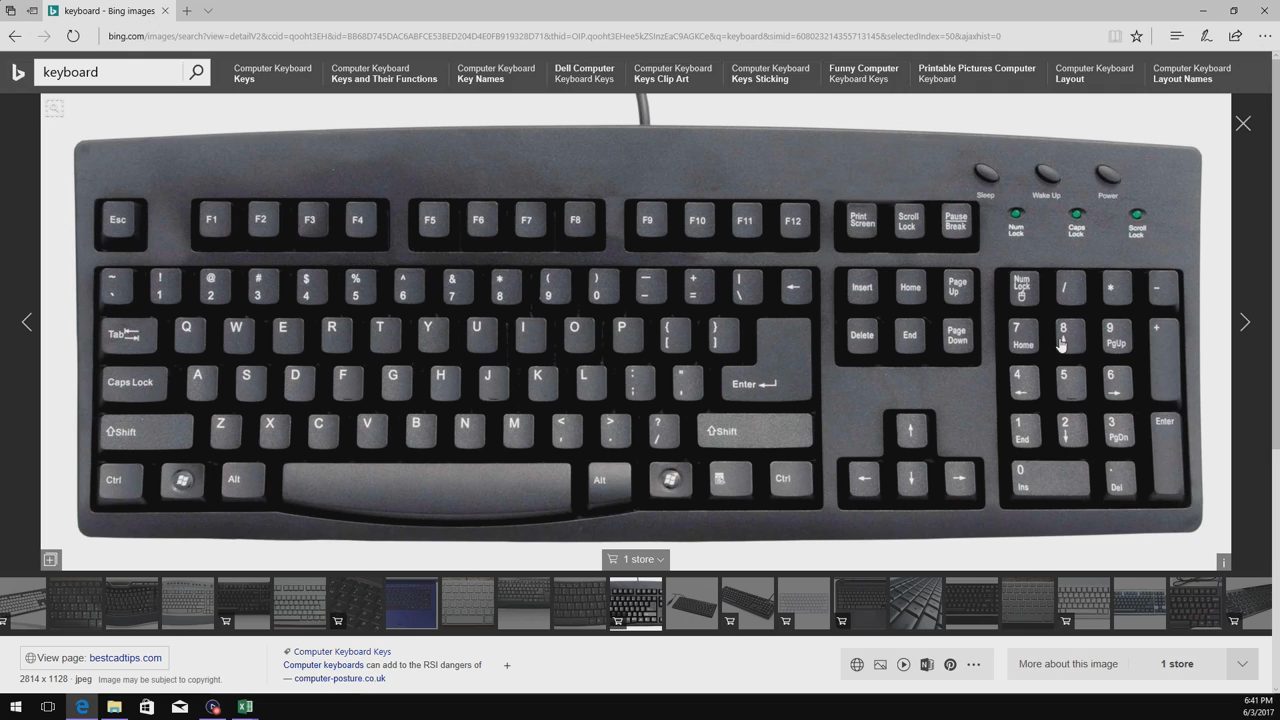 keyboard - Bing images
bing.com/images/search?view=detailV2&ccid=qooht3EH&id=BB68D745DAC6ABFCE53BED204D4E0FB919328D71&thid=OIP.qooht3EHee5kZSInzEaC9AGKCe&q=keyboard&simid=608023214355713145&selectedIndex=50&ajaxhist=0
keyboard
Computer Keyboard Keys
Computer Keyboard Keys and Their Functions
Computer Keyboard Key Names
Dell Computer Keyboard Keys
Computer Keyboard Keys Clip Art
Computer Keyboard Keys Sticking
Funny Computer Keyboard Keys
Printable Pictures Computer Keyboard
Computer Keyboard Layout
Computer Keyboard Layout Names
Sleep Wake Up Power
Num Lock Caps Lock Scroll Lock
Esc F1 F2 F3 F4 F5 F6 F7 F8 F9 F10 F11 F12 Print Screen Scroll Lock Pause Break
~ ` ! 1 @ 2 # 3 $ 4 % 5 ^ 6 & 7 * 8 ( 9 ) 0 — – + = | \ ← Insert Home Page Up Num Lock / * –
Tab Q W E R T Y U I O P { [ } ] Delete End Page Down 7 Home 8 ↑ 9 PgUp +
Caps Lock A S D F G H J K L : ; " ' Enter ↵ 4 ← 5 6 →
⇧Shift Z X C V B N M < , > . ? / ⇧Shift ↑ 1 End 2 ↓ 3 PgDn Enter
Ctrl Alt Alt Ctrl ← ↓ → 0 Ins . Del
1 store
View page: bestcadtips.com
2814 x 1128 · jpeg Image may be subject to copyright.
Computer Keyboard Keys
Computer keyboards can add to the RSI dangers of
— computer-posture.co.uk
More about this image
1 store
6:41 PM
6/3/2017